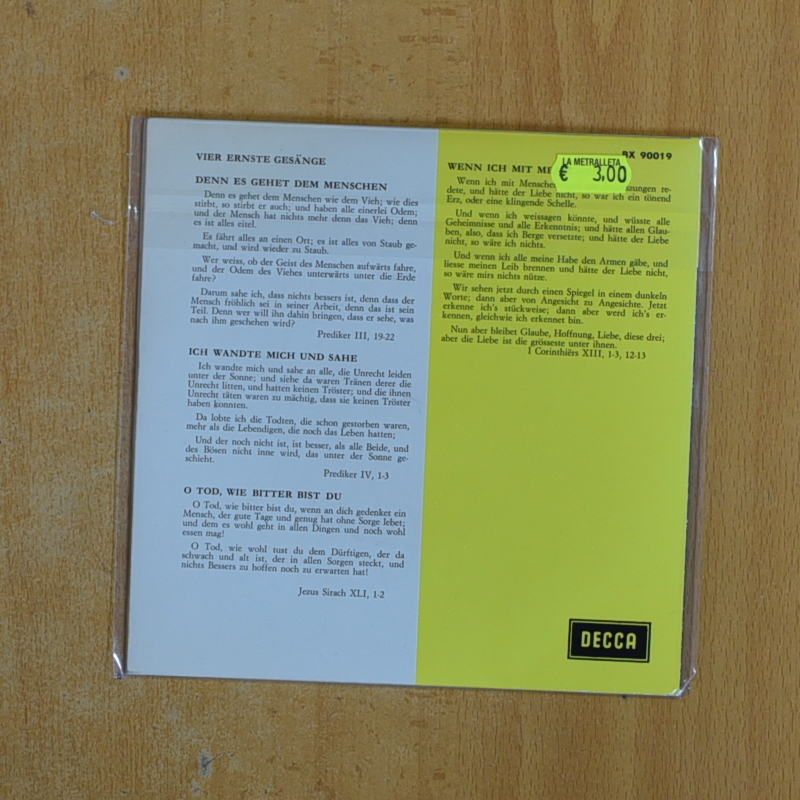 VIER ERNSTE GESÄNGE
DENN ES GEHET DEM MENSCHEN
Denn es gehet dem Menschen wie dem Vieh; wie dies
stirbt, so stirbt er auch; und haben alle einerlei Odem;
und der Mensch hat nichts mehr denn das Vieh; denn
es ist alles eitel.
Es fährt alles an einen Ort; es ist alles von Staub ge-
macht, und wird wieder zu Staub.
Wer weiss, ob der Geist des Menschen aufwärts fahre,
und der Odem des Viehes unterwärts unter die Erde
fahre?
Darum sahe ich, dass nichts bessers ist, denn dass der
Mensch fröhlich sei in seiner Arbeit, denn das ist sein
Teil. Denn wer will ihn dahin bringen, dass er sehe, was
nach ihm geschehen wird?
Prediker III, 19-22
ICH WANDTE MICH UND SAHE
Ich wandte mich und sahe an alle, die Unrecht leiden
unter der Sonne; und siehe da waren Tränen derer die
Unrecht litten, und hatten keinen Tröster; und die ihnen
Unrecht täten waren zu mächtig, dass sie keinen Tröster
haben konnten.
Da lobte ich die Todten, die schon gestorben waren,
mehr als die Lebendigen, die noch das Leben hatten;
Und der noch nicht ist, ist besser, als alle Beide, und
des Bösen nicht inne wird, das unter der Sonne ge-
schicht.
Prediker IV, 1-3
O TOD, WIE BITTER BIST DU
O Tod, wie bitter bist du, wenn an dich gedenket ein
Mensch, der gute Tage und genug hat ohne Sorge lebet;
und dem es wohl geht in allen Dingen und noch wohl
essen mag!
O Tod, wie wohl tust du dem Dürftigen, der da
schwach und alt ist, der in allen Sorgen steckt, und
nichts Bessers zu hoffen noch zu erwarten hat!
Jezus Sirach XLI, 1-2
BX 90019
LA METRALLETA
€ 3,00
WENN ICH MIT
Wenn ich mit re-
dete, und hätte der Liebe nicht, so wär ich ein tönend
Erz, oder eine klingende Schelle.
Und wenn ich weissagen könnte, und wüsste alle
Geheimnisse und alle Erkenntnis; und hätte allen Glau-
ben, also, dass ich Berge versetzte; und hätte der Liebe
nicht, so wäre ich nichts.
Und wenn ich alle meine Habe den Armen gäbe, und
liesse meinen Leib brennen und hätte der Liebe nicht,
so wäre mirs nichts nütze.
Wir sehen jetzt durch einen Spiegel in einem dunkeln
Worte; dann aber von Angesicht zu Angesichte. Jetzt
erkenne ich's stückweise; dann aber werd ich's er-
kennen, gleichwie ich erkennet bin.
Nun aber bleibet Glaube, Hoffnung, Liebe, diese drei;
aber die Liebe ist die grösseste unter ihnen.
I Corinthiërs XIII, 1-3, 12-13
DECCA